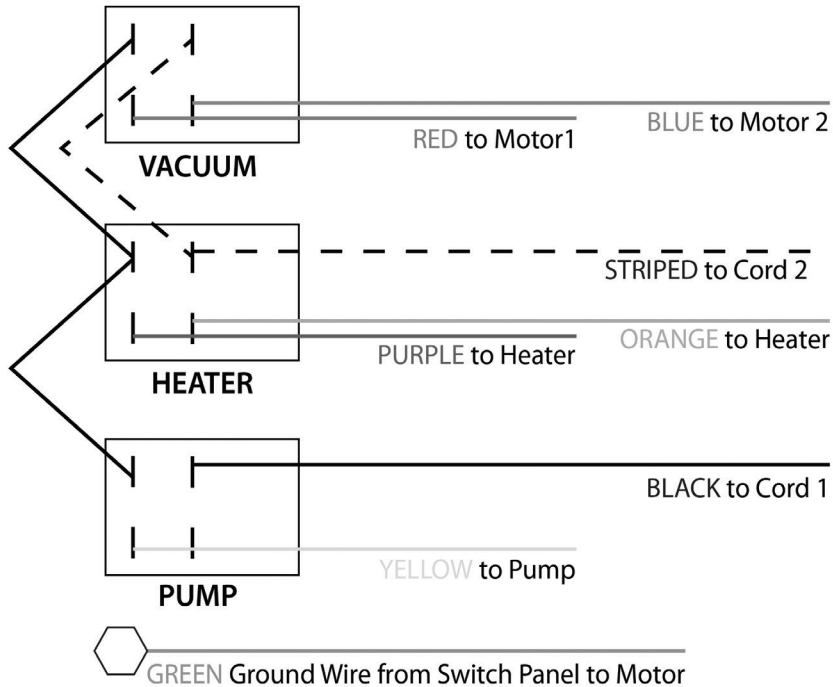 RED to Motor1
BLUE to Motor 2
VACUUM
STRIPED to Cord 2
PURPLE to Heater
ORANGE to Heater
HEATER
BLACK to Cord 1
YELLOW to Pump
PUMP
GREEN Ground Wire from Switch Panel to Motor